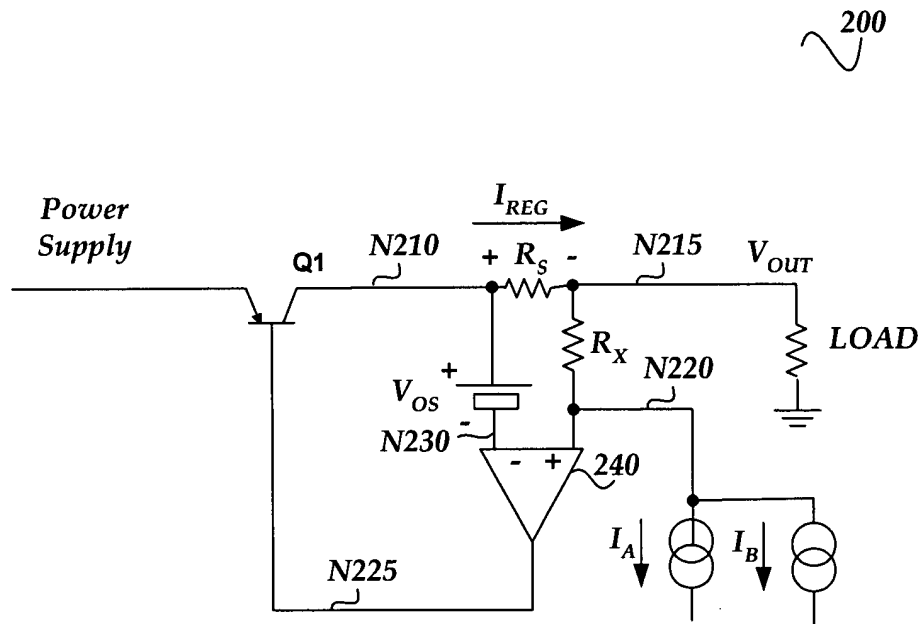 200
Power
Supply
Q1
N210
I_REG
+ R_S -
N215
V_OUT
LOAD
R_X
N220
+
V_OS
-
N230
- +
240
N225
I_A
I_B